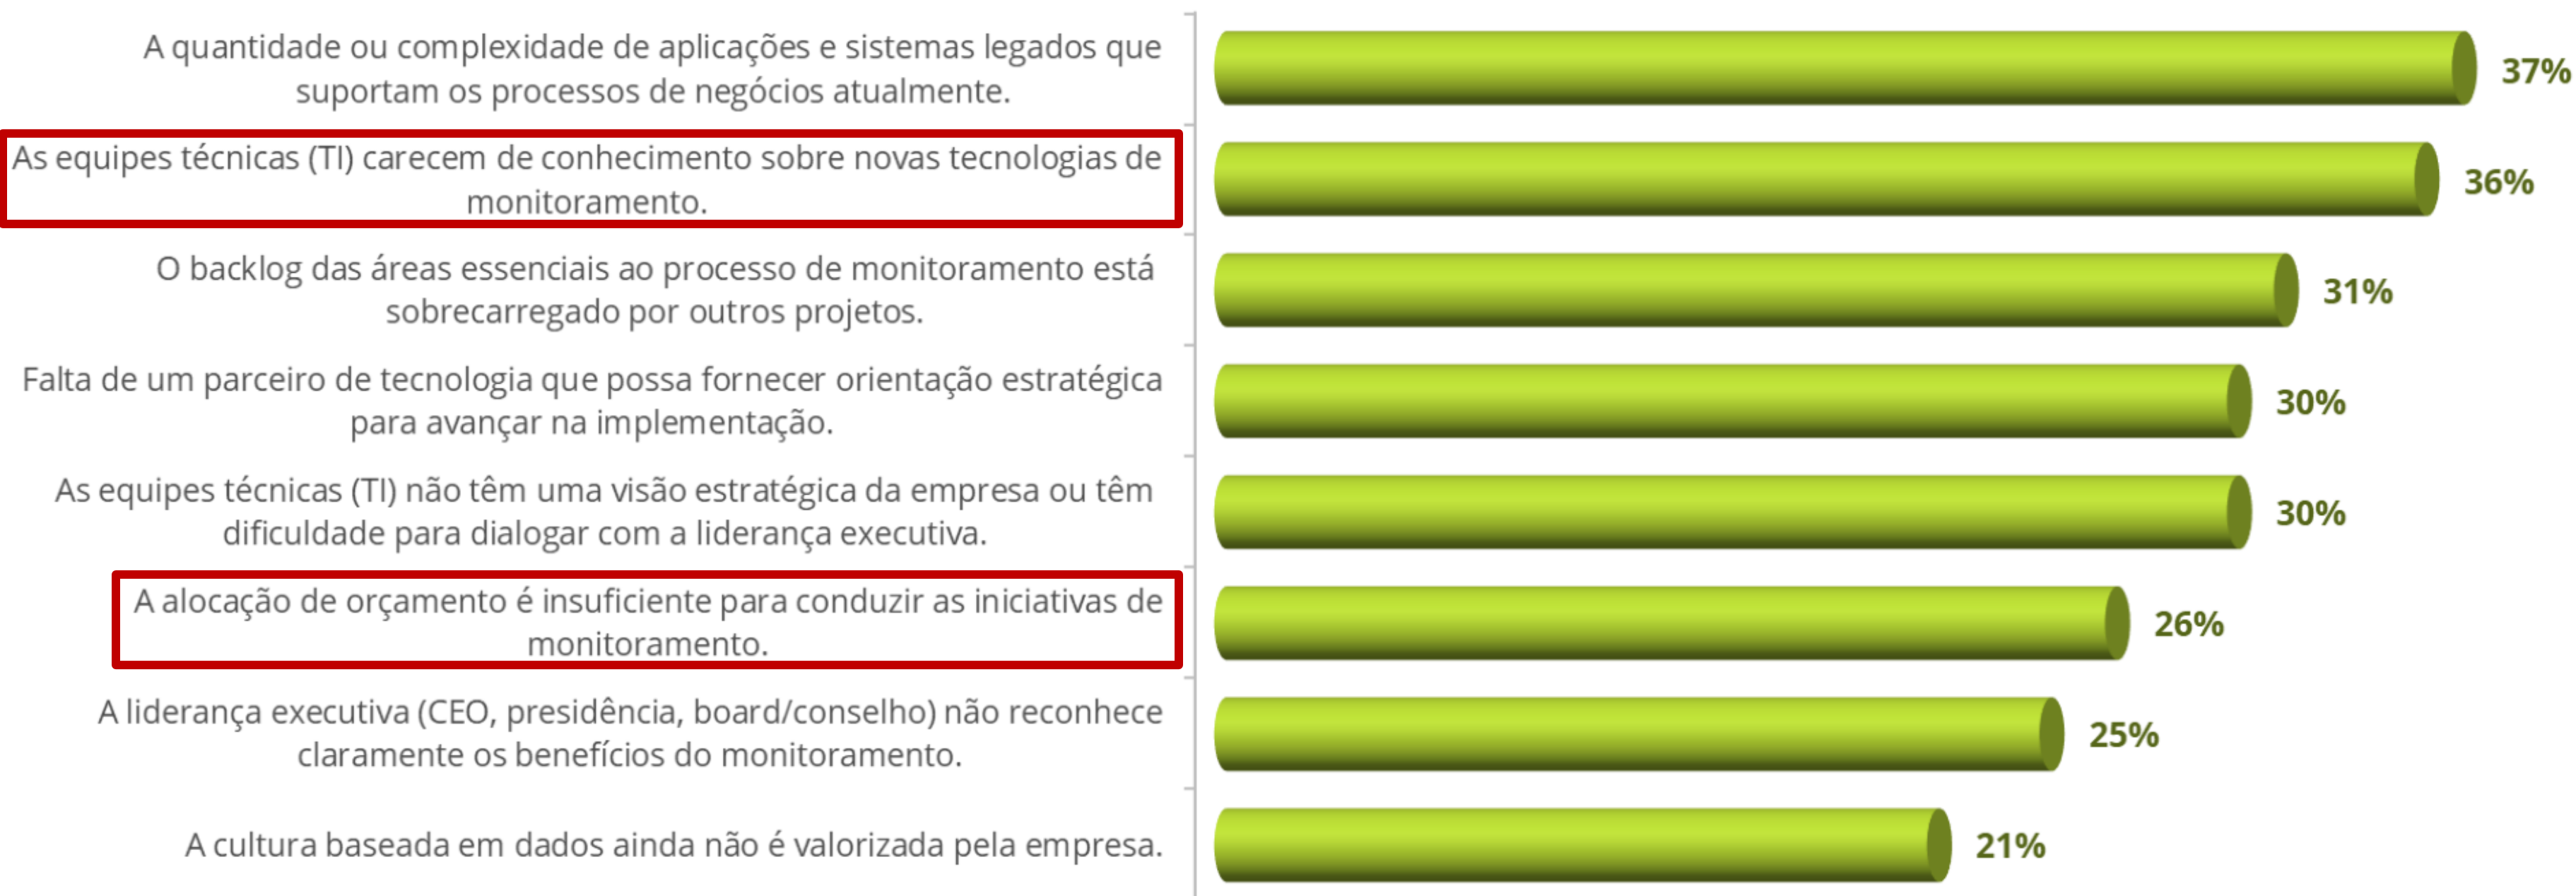 A quantidade ou complexidade de aplicações e sistemas legados que
suportam os processos de negócios atualmente.
37%
As equipes técnicas (TI) carecem de conhecimento sobre novas tecnologias de
monitoramento.
36%
O backlog das áreas essenciais ao processo de monitoramento está
sobrecarregado por outros projetos.
31%
Falta de um parceiro de tecnologia que possa fornecer orientação estratégica
para avançar na implementação.
30%
As equipes técnicas (TI) não têm uma visão estratégica da empresa ou têm
dificuldade para dialogar com a liderança executiva.
30%
A alocação de orçamento é insuficiente para conduzir as iniciativas de
monitoramento.
26%
A liderança executiva (CEO, presidência, board/conselho) não reconhece
claramente os benefícios do monitoramento.
25%
A cultura baseada em dados ainda não é valorizada pela empresa.
21%